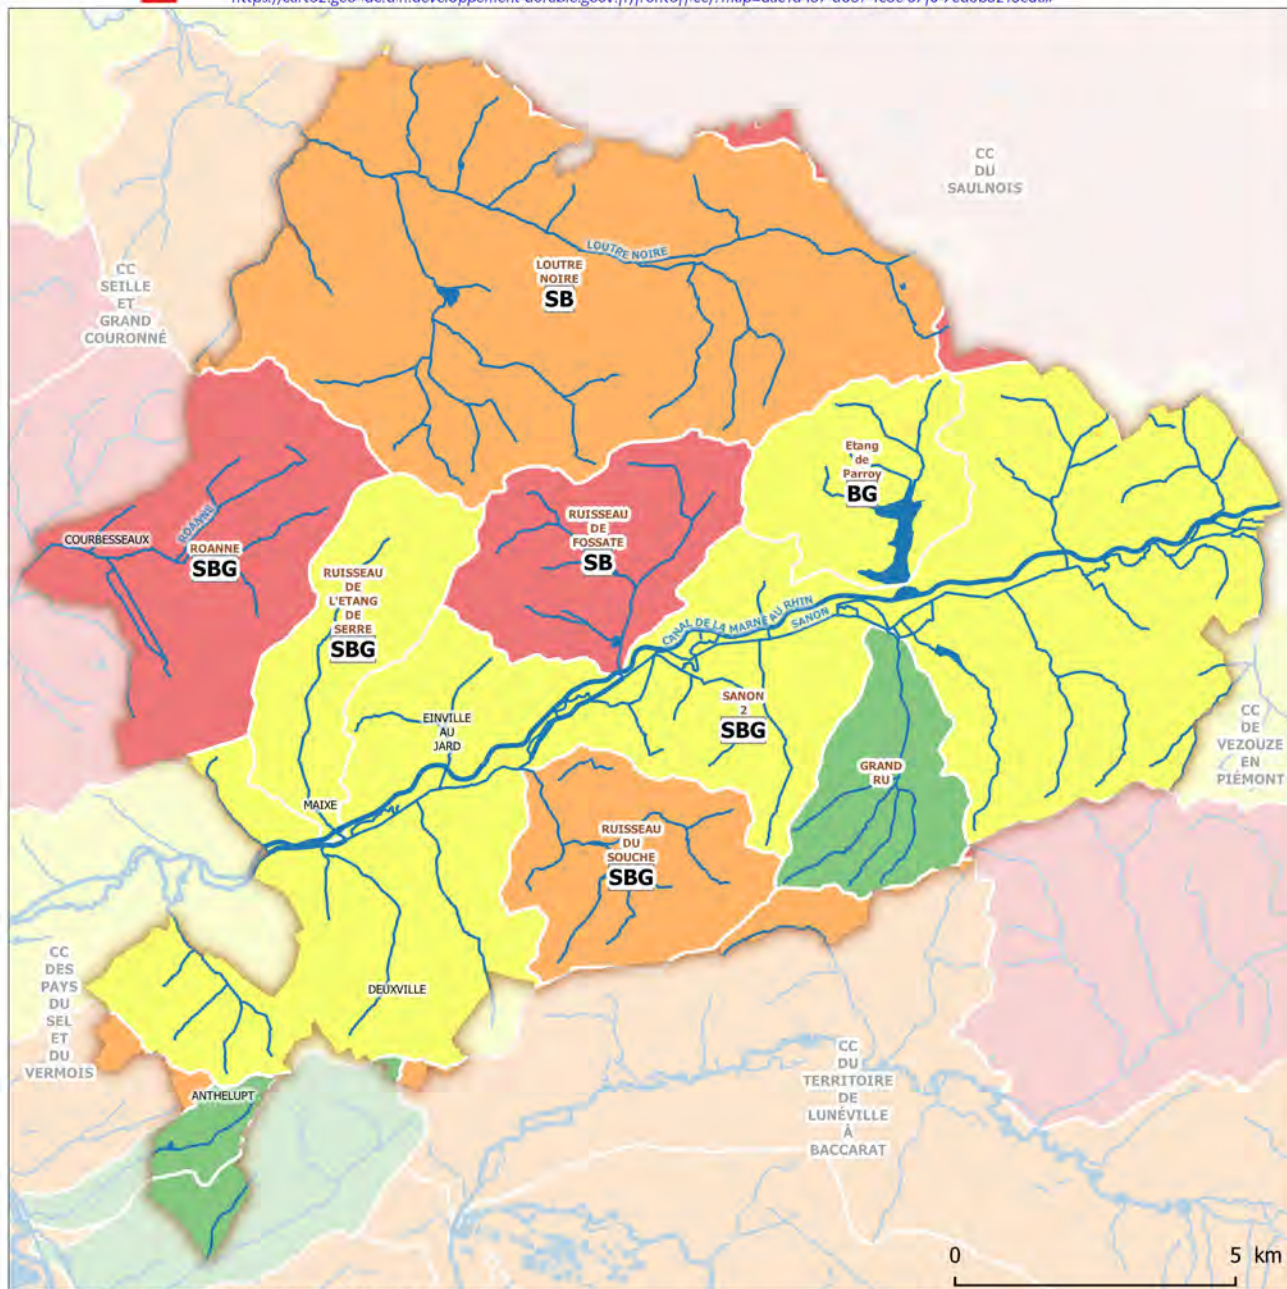 CC
DU
SAULNOIS
LOUTRE NOIRE
LOUTRE
NOIRE
SB
CC
SEILLE
ET
GRAND
COURONNÉ
Etang
de
Parroy
BG
ROANNE
COURBESSEAUX
ROANNE
SBG
RUISSEAU
DE
FOSSATE
SB
RUISSEAU
DE
L'ETANG
DE
SERRE
SBG
CANAL DE LA MARNE AU RHIN
SANON
SANON
2
SBG
EINVILLE
AU
JARD
CC
DE
VEZOUZE
EN
PIÉMONT
GRAND
RU
MAIXE
RUISSEAU
DU
SOUCHE
SBG
CC
DES
PAYS
DU
SEL
ET
DU
VERMOIS
DEUXVILLE
CC
DU
TERRITOIRE
DE
LUNÉVILLE
À
BACCARAT
ANTHELUPT
0 5 km